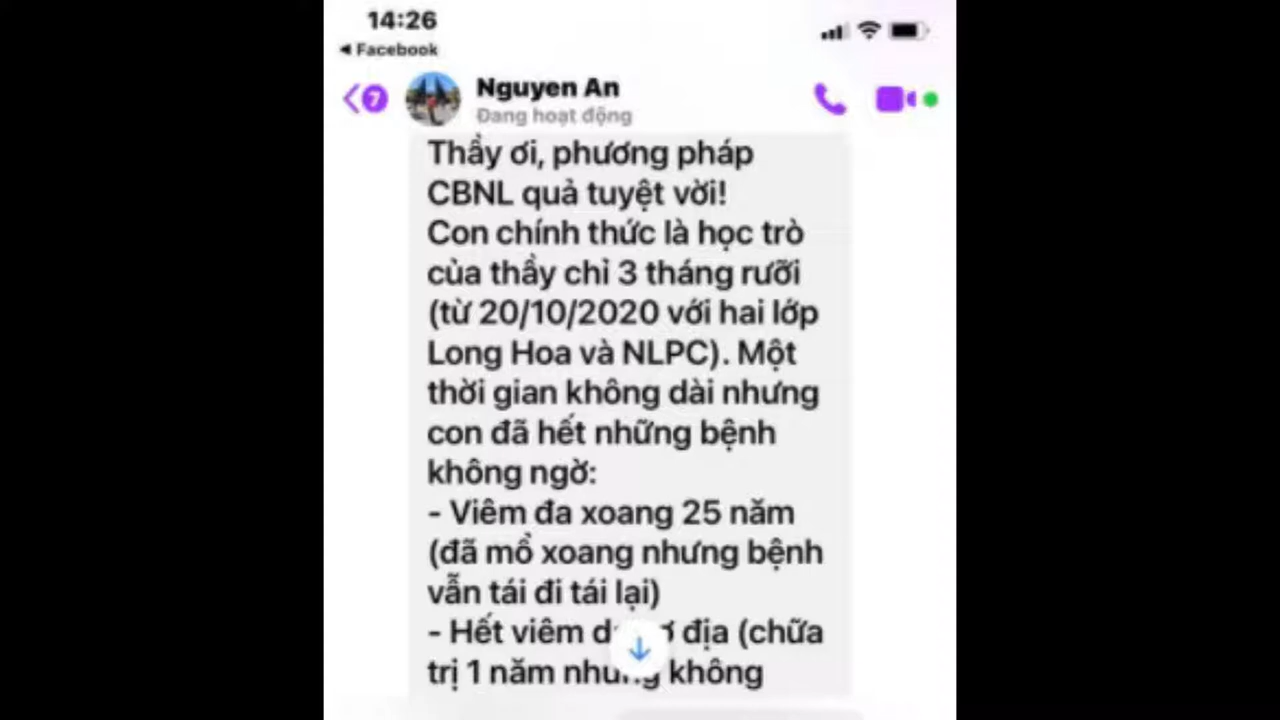 14:26
Facebook
7
Nguyen An
Đang hoạt động
Thầy ơi, phương pháp
CBNL quả tuyệt vời!
Con chính thức là học trò
của thầy chỉ 3 tháng rưỡi
(từ 20/10/2020 với hai lớp
Long Hoa và NLPC). Một
thời gian không dài nhưng
con đã hết những bệnh
không ngờ:
- Viêm đa xoang 25 năm
(đã mổ xoang nhưng bệnh
vẫn tái đi tái lại)
- Hết viêm địa (chữa
trị 1 năm nhưng không